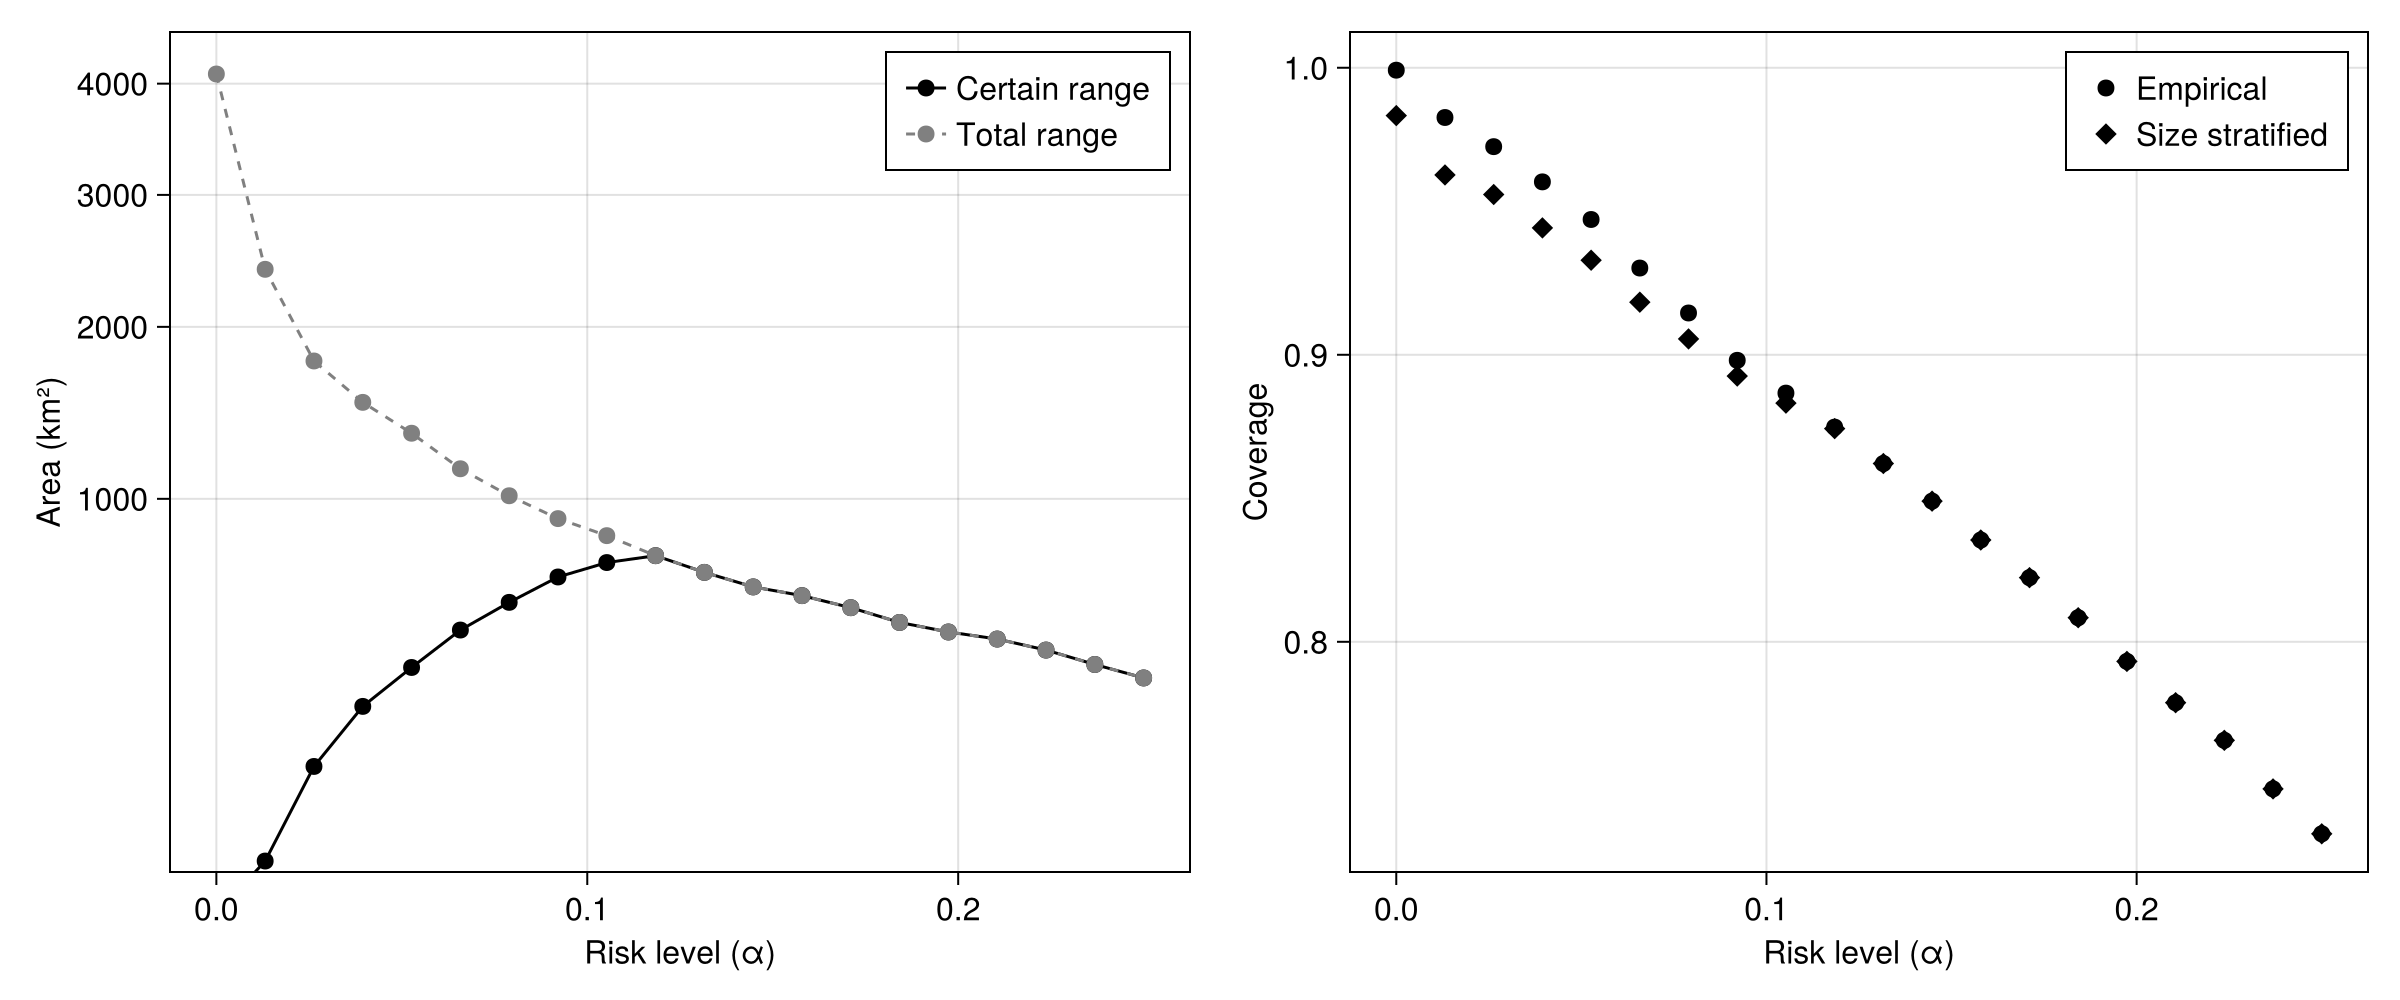 4000
3000
2000
1000
Area (km²)
0.0
0.1
0.2
Risk level (α)
Certain range
Total range
1.0
0.9
0.8
Coverage
0.0
0.1
0.2
Risk level (α)
Empirical
Size stratified